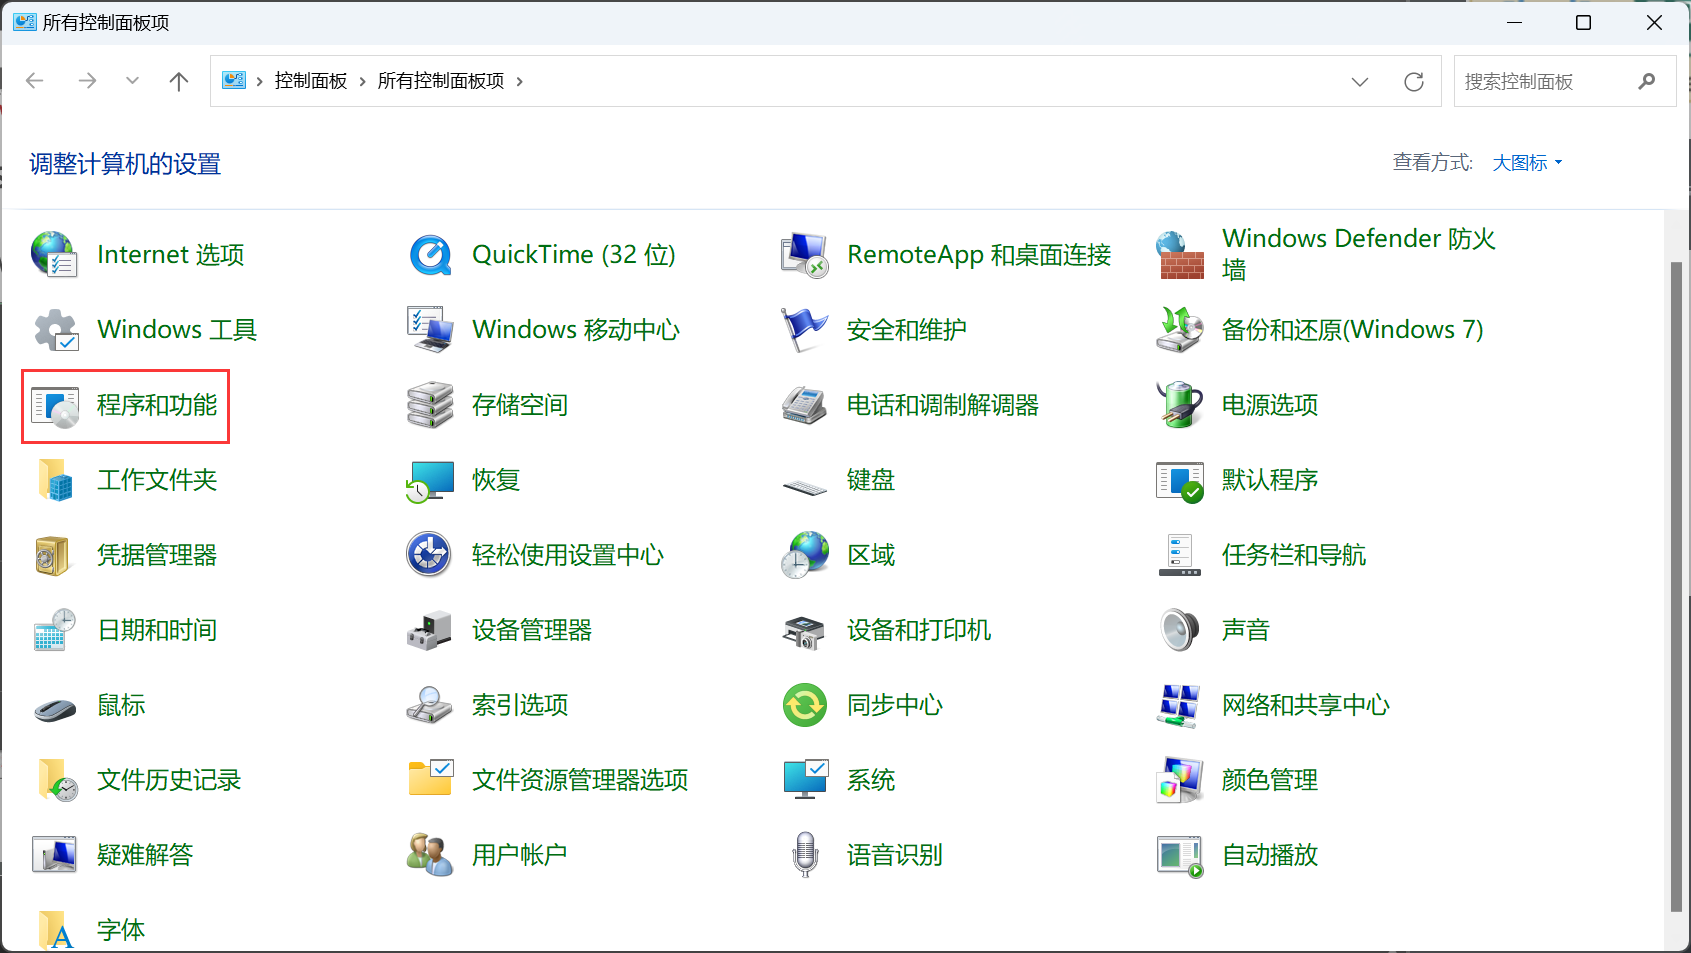 所有控制面板项
控制面板 所有控制面板项
搜索控制面板
调整计算机的设置
查看方式: 大图标
Internet 选项
QuickTime (32 位)
RemoteApp 和桌面连接
Windows Defender 防火
墙
Windows 工具
Windows 移动中心
安全和维护
备份和还原(Windows 7)
程序和功能
存储空间
电话和调制解调器
电源选项
工作文件夹
恢复
键盘
默认程序
凭据管理器
轻松使用设置中心
区域
任务栏和导航
日期和时间
设备管理器
设备和打印机
声音
鼠标
索引选项
同步中心
网络和共享中心
文件历史记录
文件资源管理器选项
系统
颜色管理
疑难解答
用户帐户
语音识别
自动播放
字体